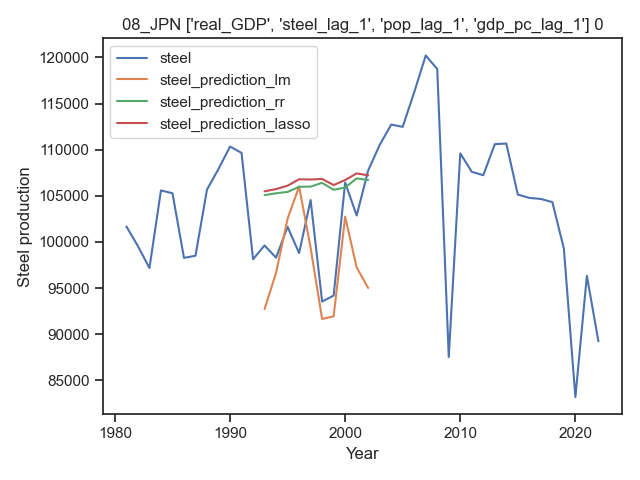 08_JPN ['real_GDP', 'steel_lag_1', 'pop_lag_1', 'gdp_pc_lag_1'] 0
steel
steel_prediction_lm
steel_prediction_rr
steel_prediction_lasso
120000
115000
110000
105000
100000
95000
90000
85000
Steel production
1980
1990
2000
2010
2020
Year